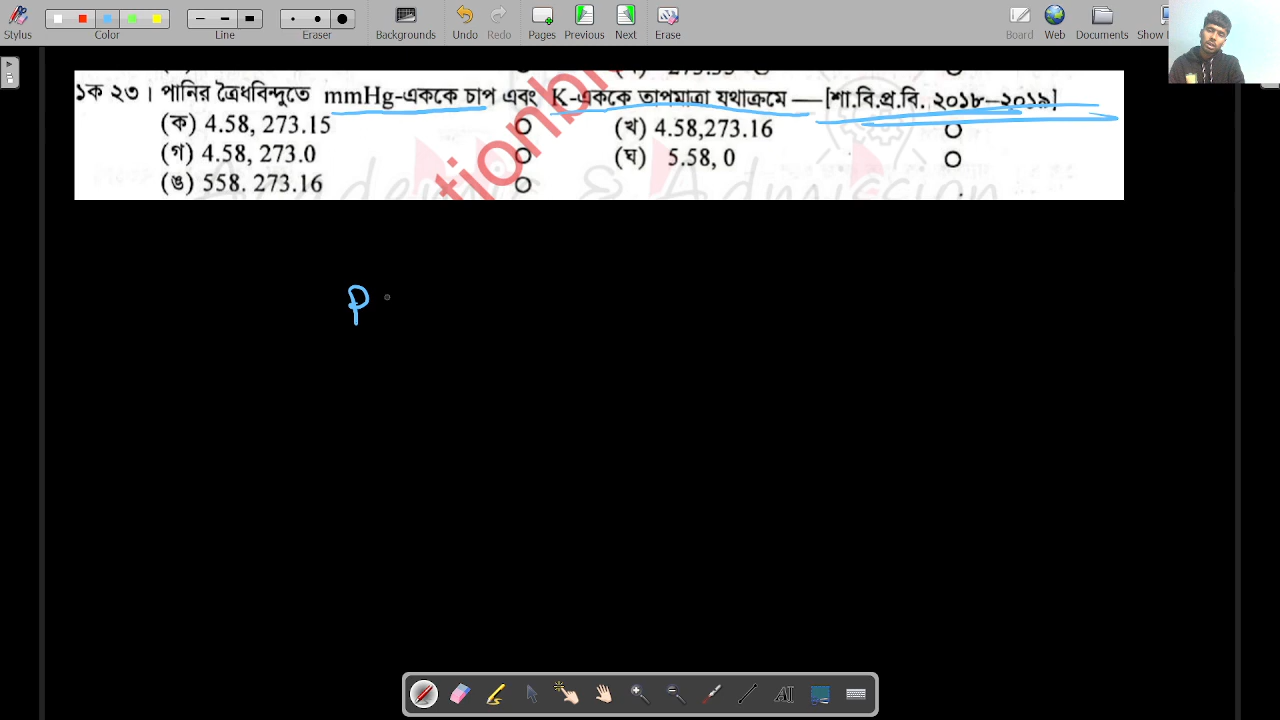 Stylus
Color
Line
Eraser
Backgrounds
Undo
Redo
Pages
Previous
Next
Erase
Board
Web
Documents
Show
১ক ২৩। পানির ত্রৈধবিন্দুতে mmHg-এককে চাপ এবং K-এককে তাপমাত্রা যথাক্রমে — [শা.বি.প্র.বি. ২০১৮–২০১৯]
(ক) 4.58, 273.15 (খ) 4.58,273.16
(গ) 4.58, 273.0 (ঘ) 5.58, 0
(ঙ) 558. 273.16
P